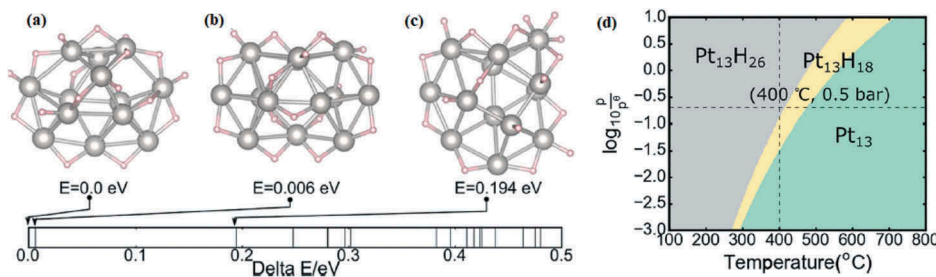 (a)
(b)
(c)
(d)
E=0.0 eV
E=0.006 eV
E=0.194 eV
0.0 0.1 0.2 0.3 0.4 0.5
Delta E/eV
1.0
0.5
0.0
−0.5
−1.0
−1.5
−2.0
−2.5
−3.0
log₁₀ p/p^θ
Pt₁₃H₂₆
Pt₁₃H₁₈
(400 ℃, 0.5 bar)
Pt₁₃
100 200 300 400 500 600 700 800
Temperature(°C)